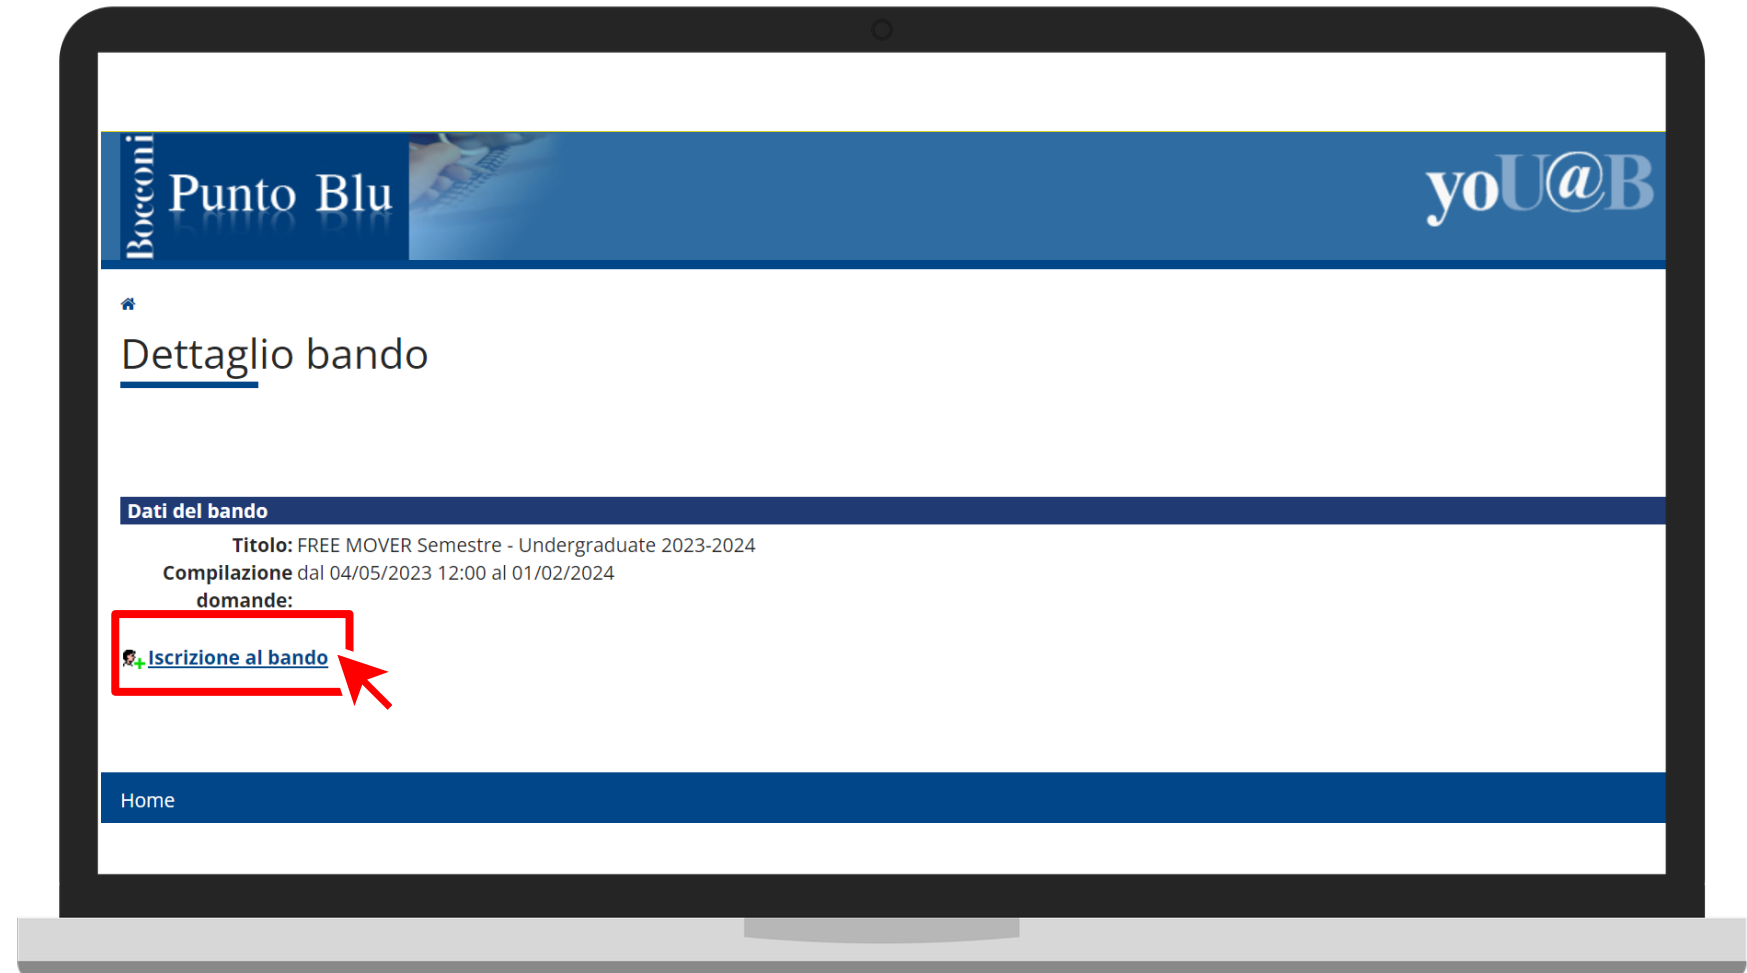 Bocconi
Punto Blu
yoU@B
Dettaglio bando
Dati del bando
Titolo: FREE MOVER Semestre - Undergraduate 2023-2024
Compilazione dal 04/05/2023 12:00 al 01/02/2024
domande:
Iscrizione al bando
Home